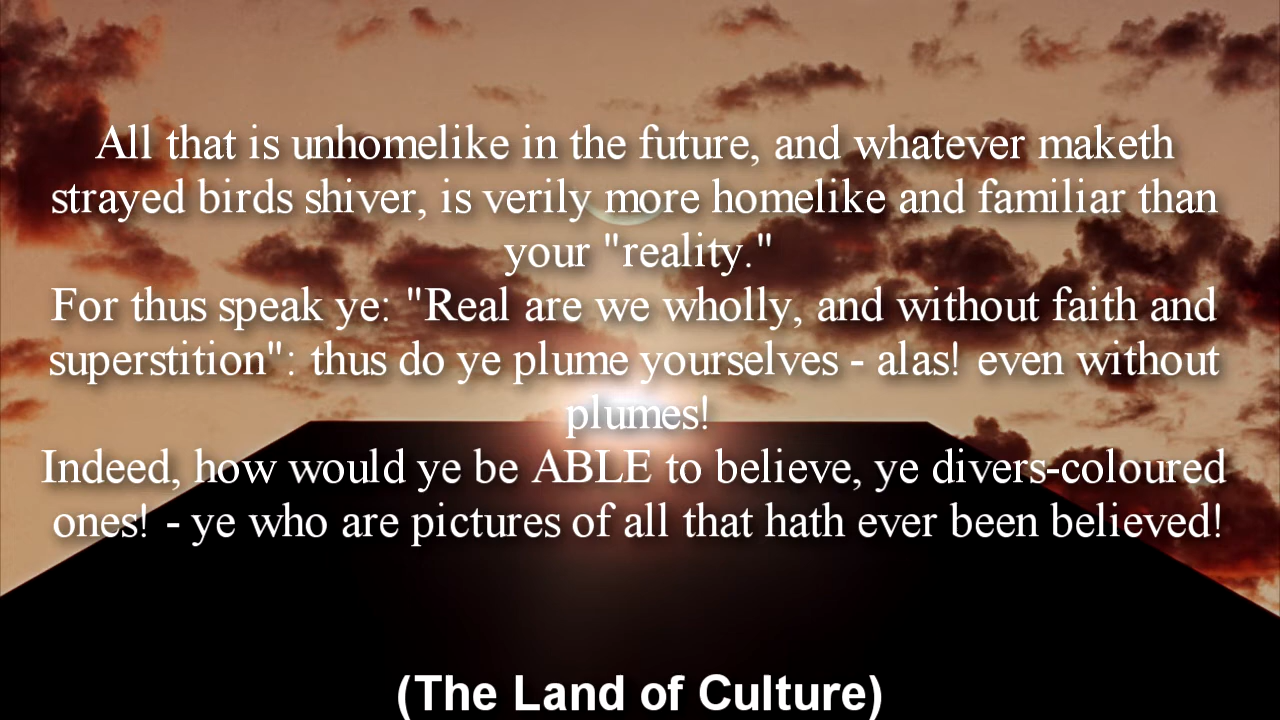 All that is unhomelike in the future, and whatever maketh
strayed birds shiver, is verily more homelike and familiar than
your "reality."
For thus speak ye: "Real are we wholly, and without faith and
superstition": thus do ye plume yourselves - alas! even without
plumes!
Indeed, how would ye be ABLE to believe, ye divers-coloured
ones! - ye who are pictures of all that hath ever been believed!
(The Land of Culture)